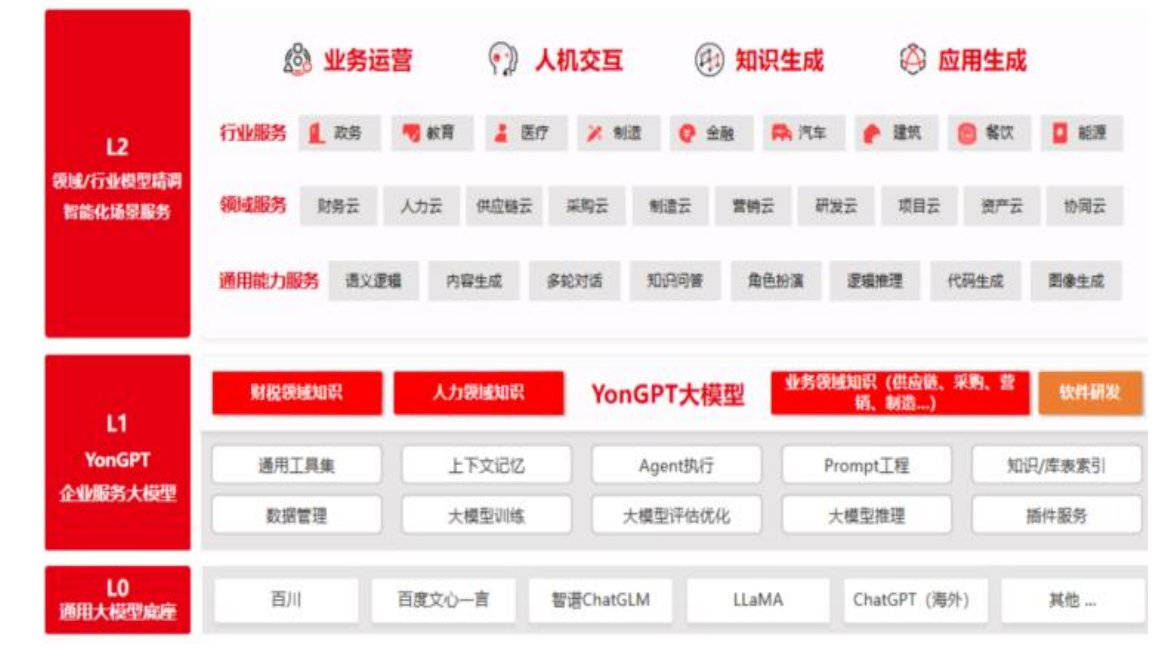 业务运营 人机交互 知识生成 应用生成
L2
领域/行业模型精调
智能化场景服务
行业服务 政务 教育 医疗 制造 金融 汽车 建筑 餐饮 能源
领域服务 财务云 人力云 供应链云 采购云 制造云 营销云 研发云 项目云 资产云 协同云
通用能力服务 语义逻辑 内容生成 多轮对话 知识问答 角色扮演 逻辑推理 代码生成 图像生成
L1
YonGPT
企业服务大模型
财税领域知识 人力领域知识 YonGPT大模型 业务领域知识（供应链、采购、营
销、制造...) 软件研发
通用工具集 上下文记忆 Agent执行 Prompt工程 知识/库表索引
数据管理 大模型训练 大模型评估优化 大模型推理 插件服务
L0
通用大模型底座
百川 百度文心一言 智谱ChatGLM LLaMA ChatGPT（海外） 其他 ...